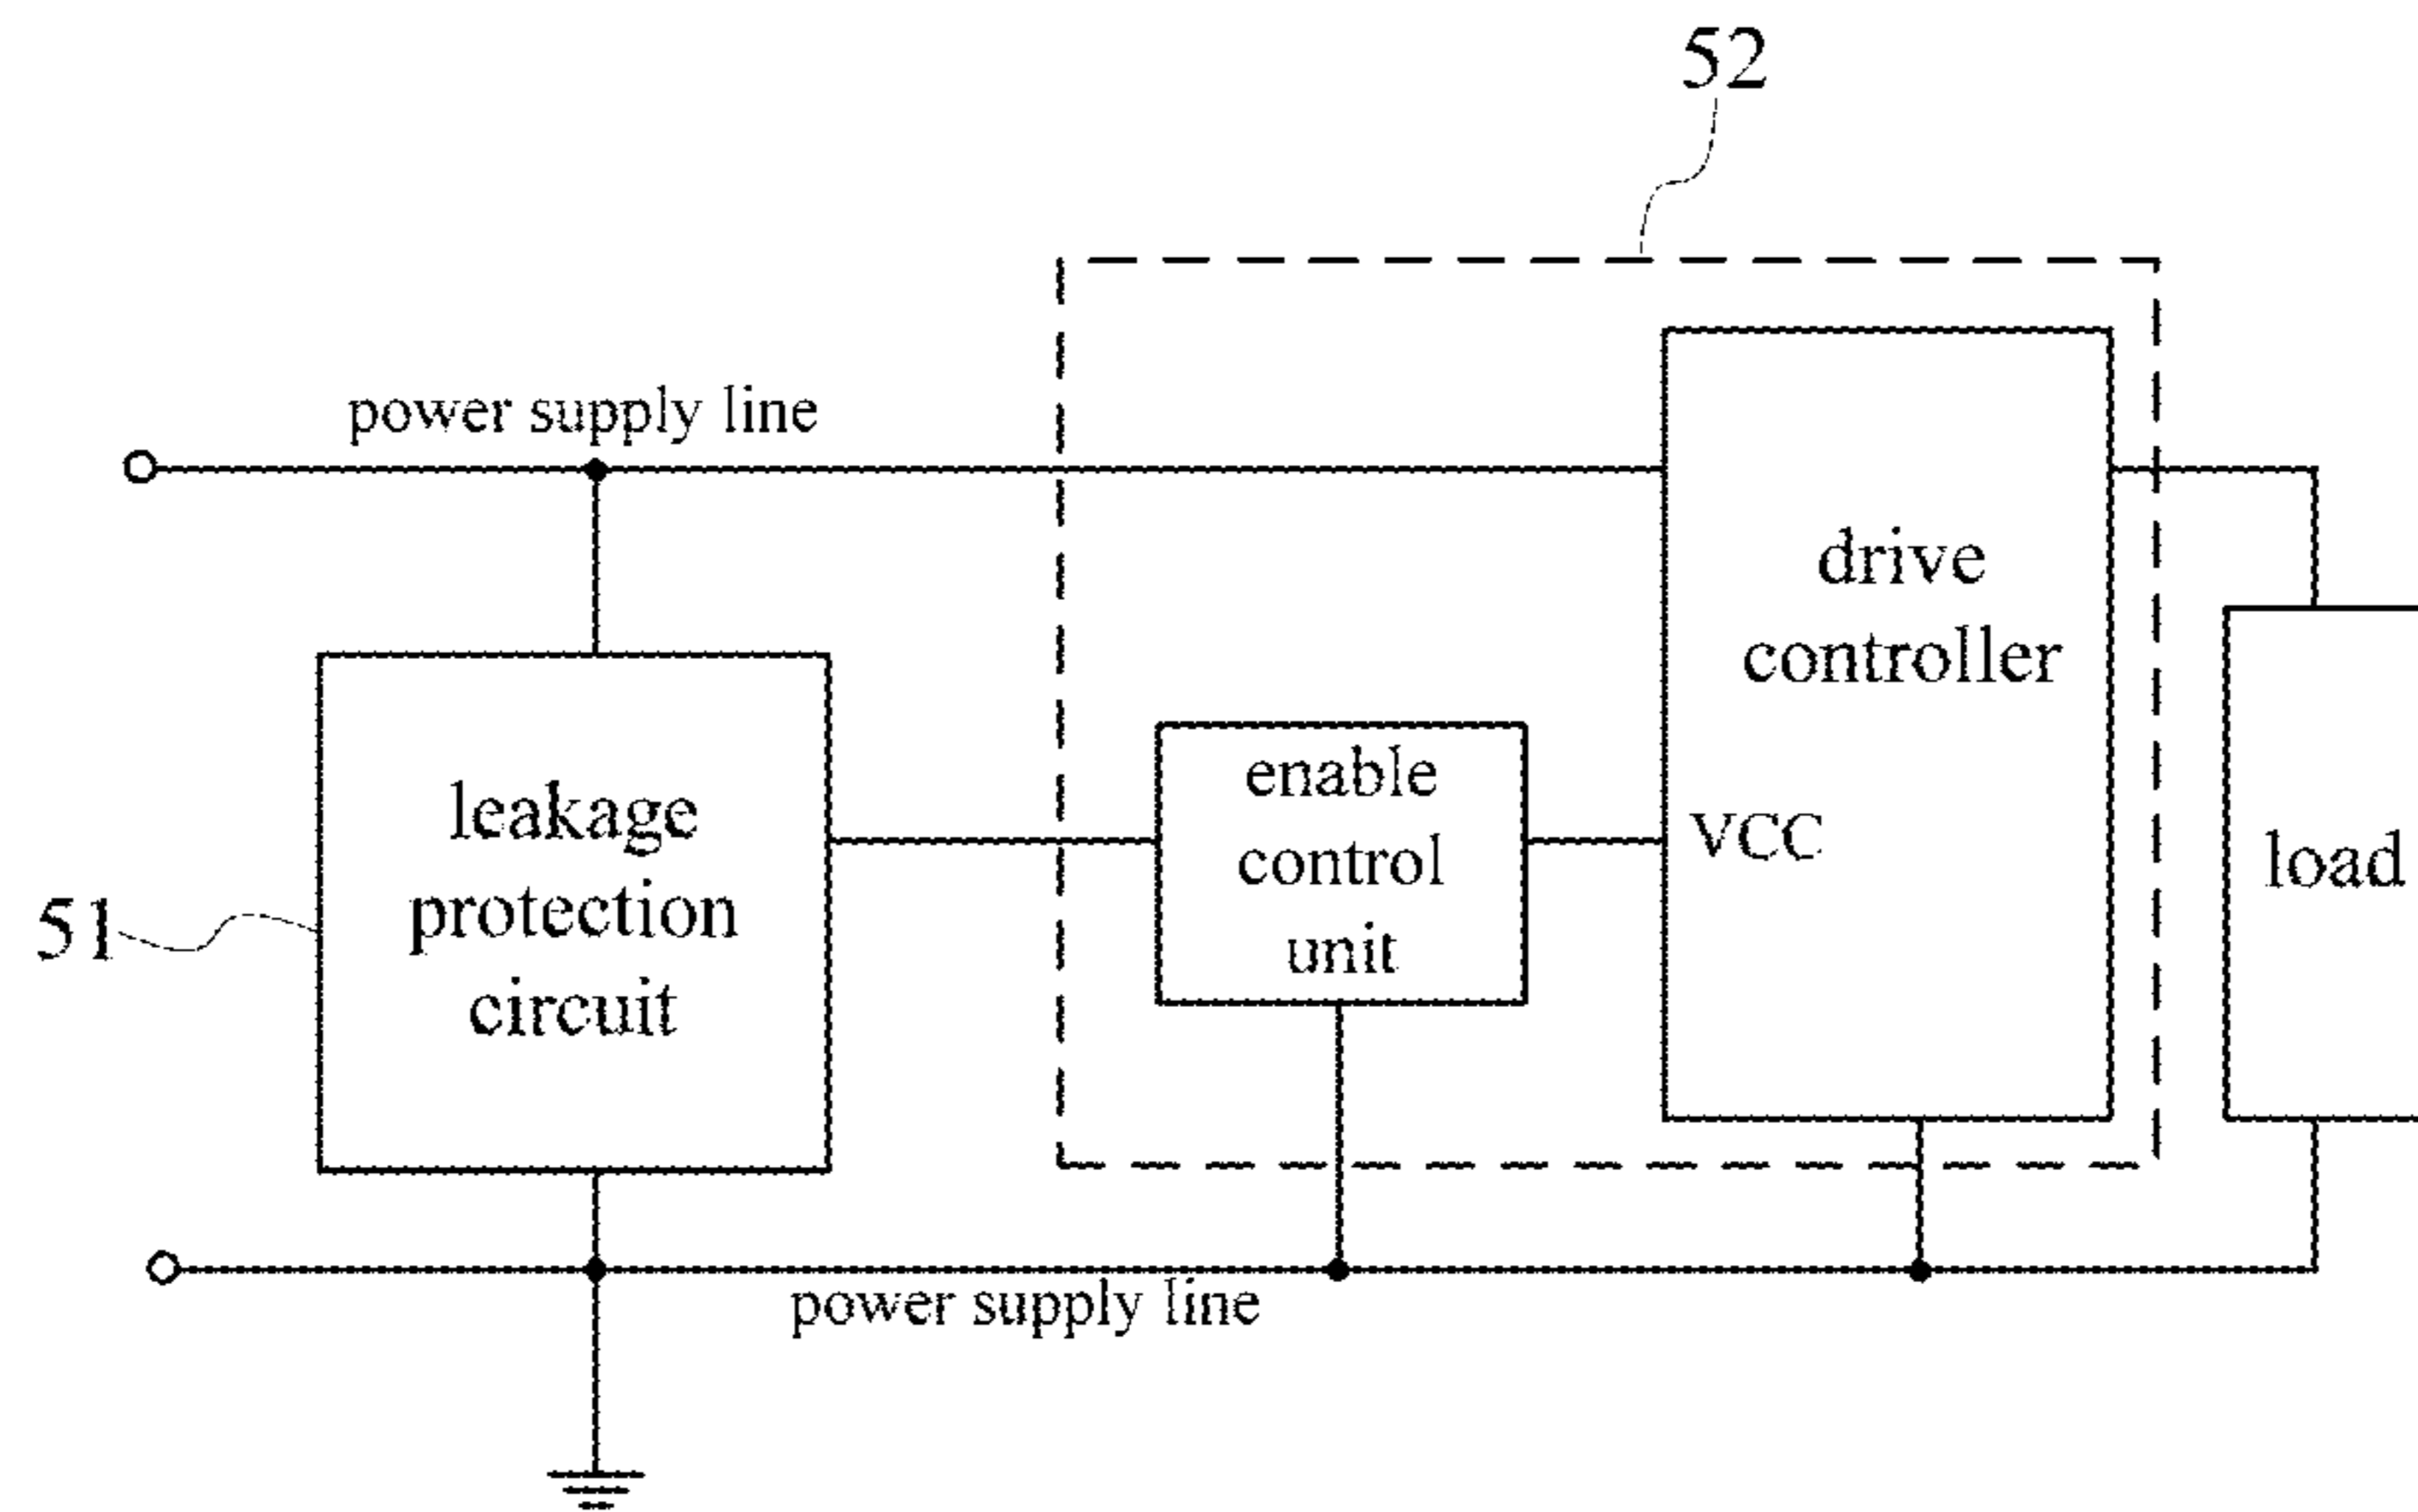 52
power supply line
drive
controller
enable
control
unit
VCC
leakage
protection
circuit
51
load
power supply line